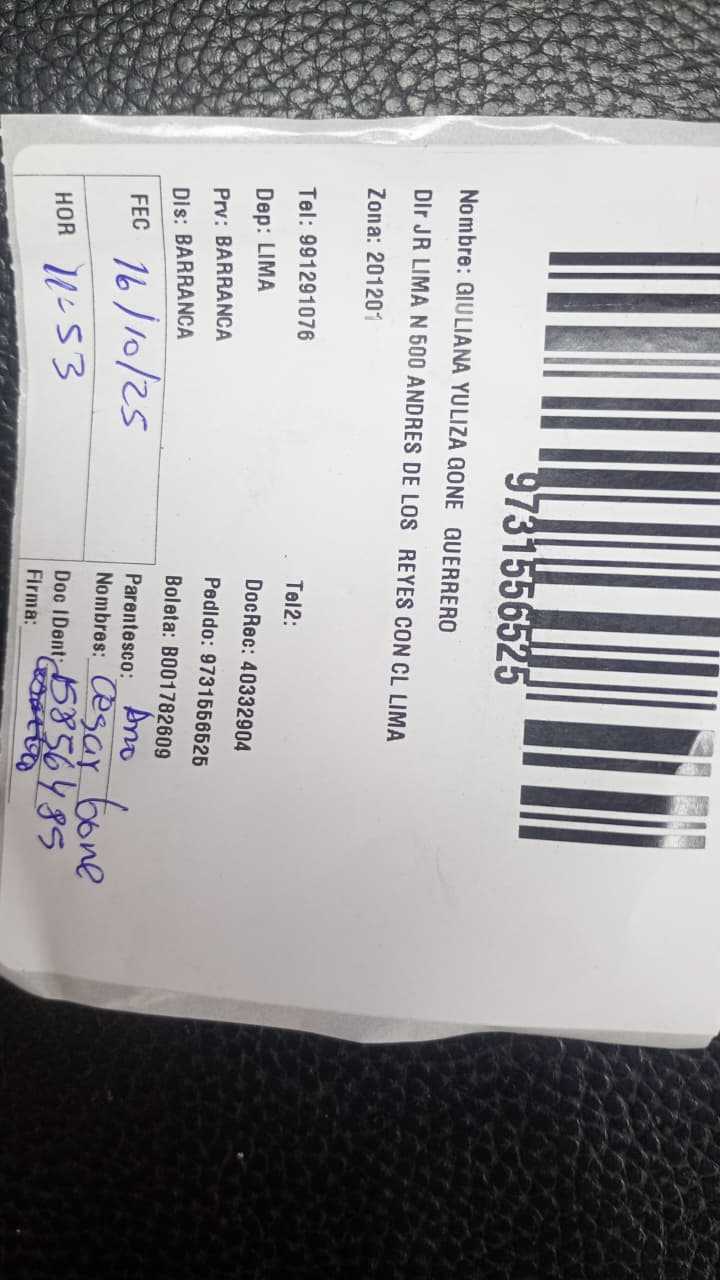 9731556525
Nombre: GIULIANA YULIZA GONE GUERRERO
Dir JR LIMA N 500 ANDRES DE LOS REYES CON CL LIMA
Zona: 201201
Tel: 991291076 Tel2:
Dep: LIMA DocRec: 40332904
Prv: BARRANCA Pedido: 9731556525
Dis: BARRANCA Boleta: B001782609
FEC 16/10/25 Parentesco:
Nombres: Cesar Gone
HOR 11-53 Doc IDent: 15856485
Firma: